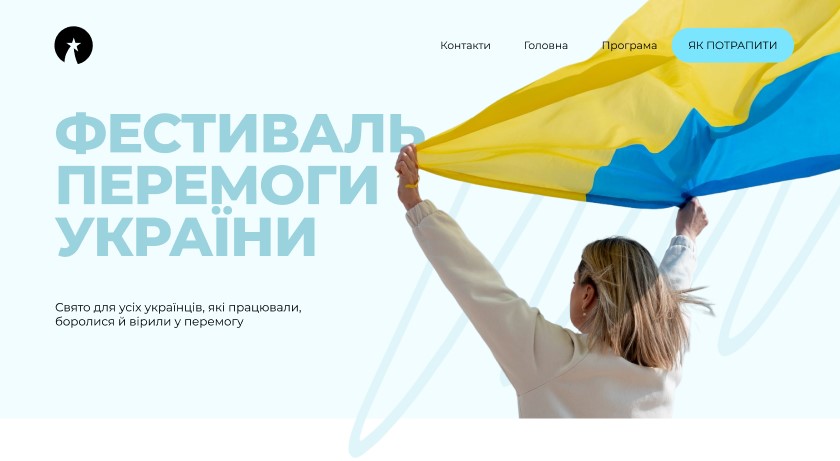 Контакти
Головна
Програма
ЯК ПОТРАПИТИ
ФЕСТИВАЛЬ
ПЕРЕМОГИ
УКРАЇНИ
Свято для усіх українців, які працювали,
боролися й вірили у перемогу